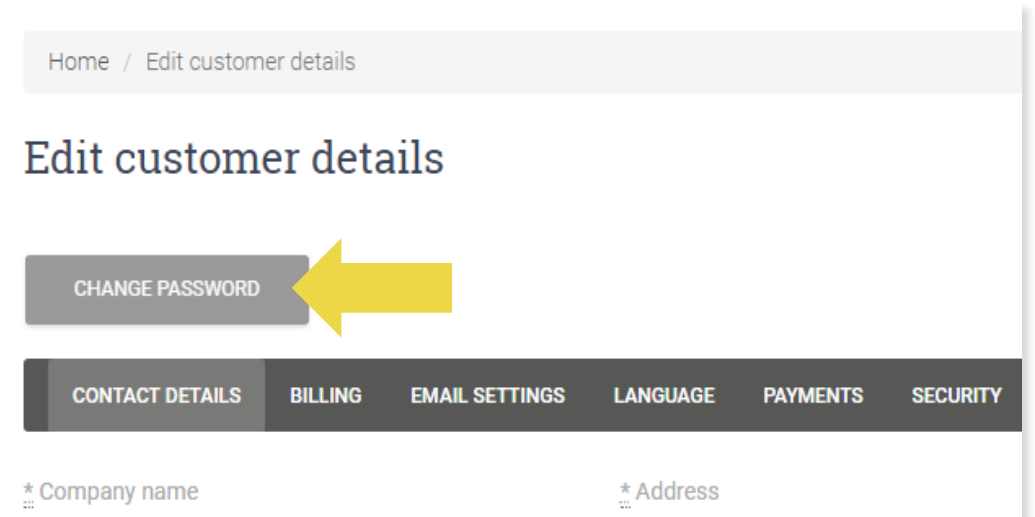 Home / Edit customer details
Edit customer details
CHANGE PASSWORD
CONTACT DETAILS BILLING EMAIL SETTINGS LANGUAGE PAYMENTS SECURITY
* Company name * Address